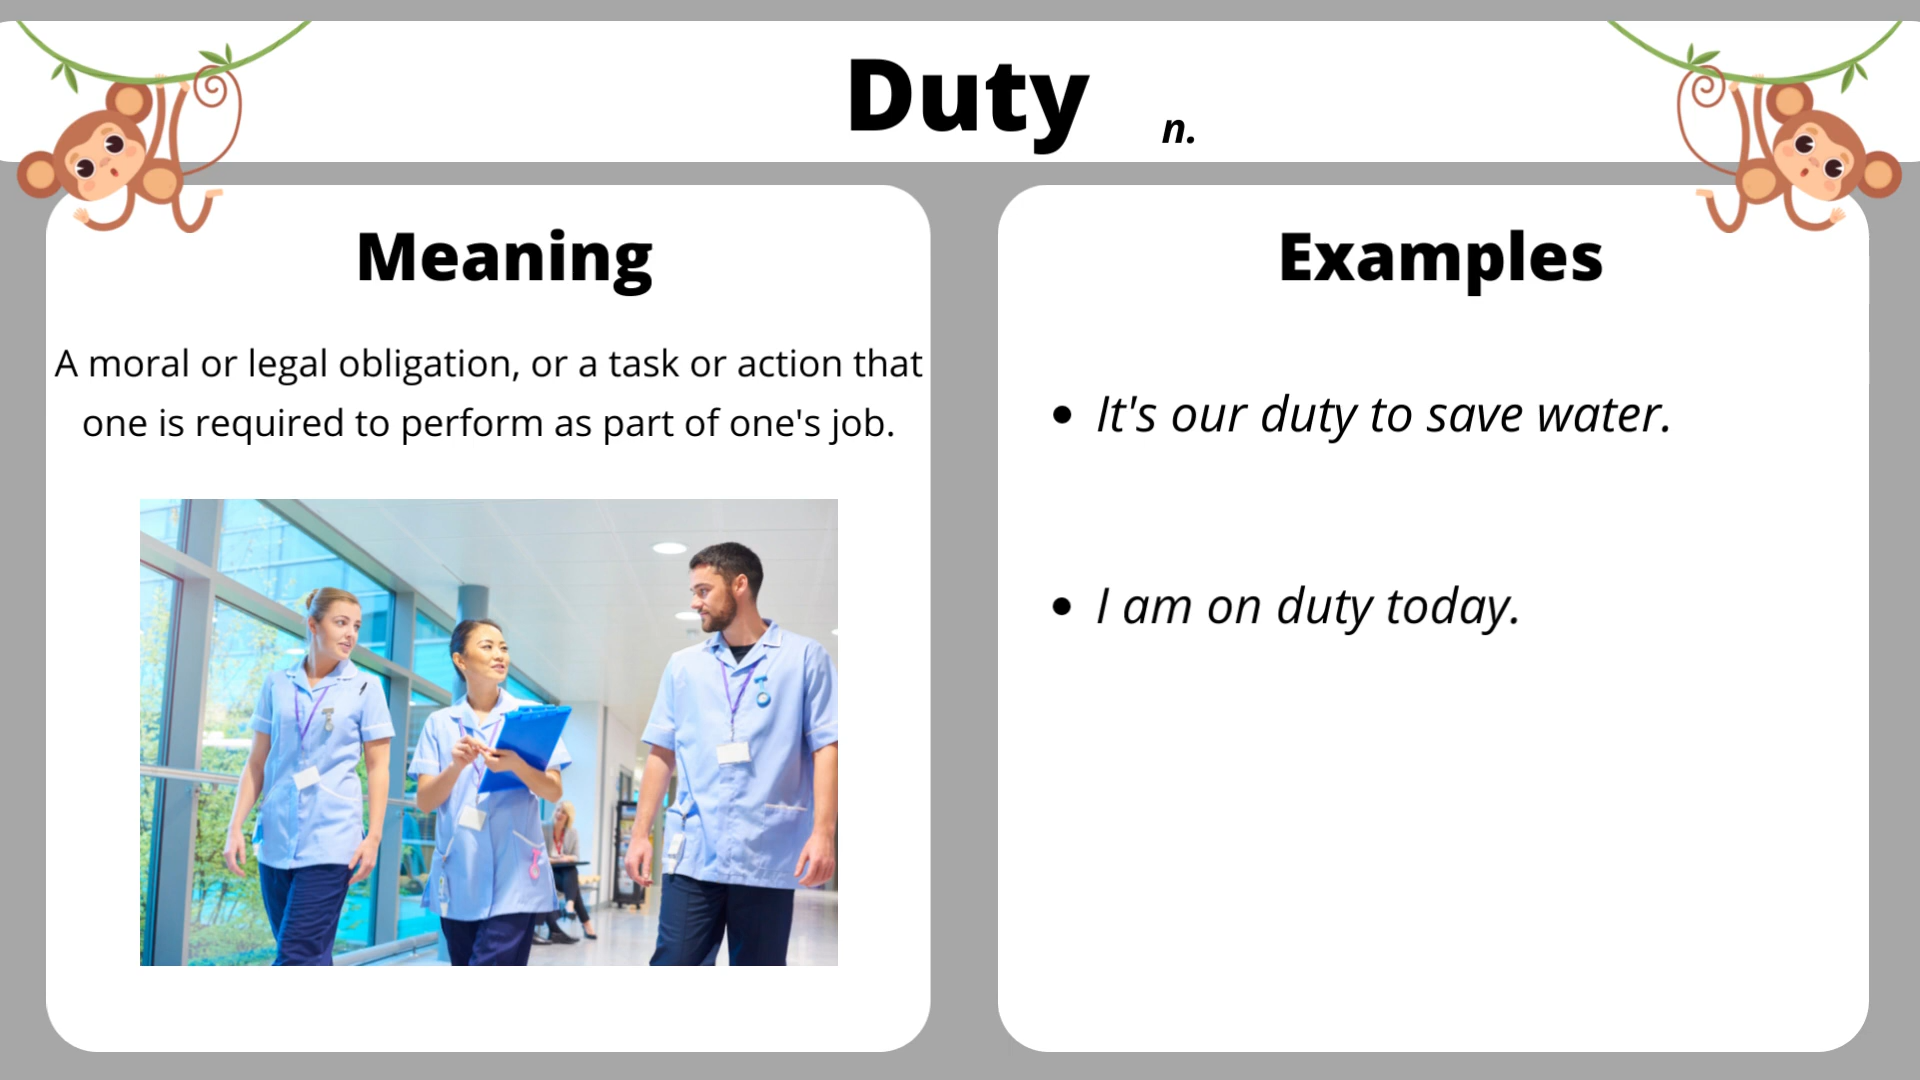 Duty n.
Meaning
A moral or legal obligation, or a task or action that
one is required to perform as part of one's job.
Examples
• It's our duty to save water.
• I am on duty today.